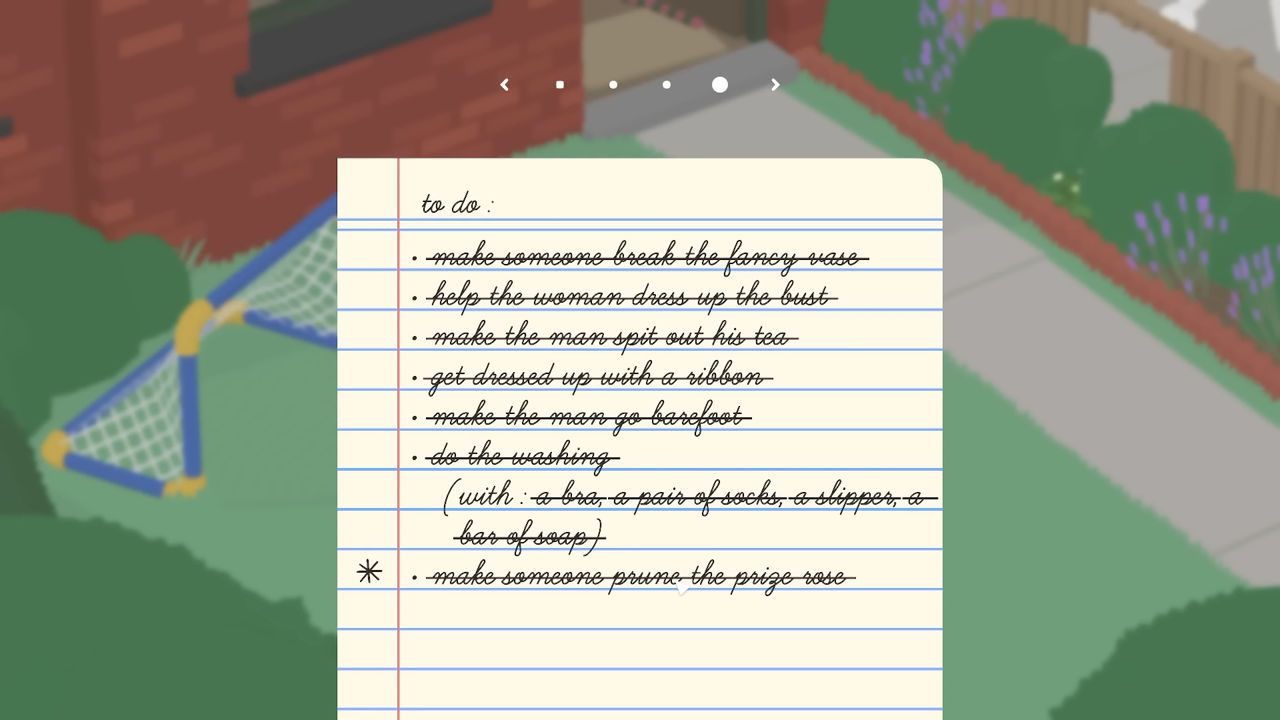 to do :
• make someone break the fancy vase
• help the woman dress up the bust
• make the man spit out his tea
• get dressed up with a ribbon
• make the man go barefoot
• do the washing
(with : a bra, a pair of socks, a slipper, a
bar of soap)
• make someone prune the prize rose